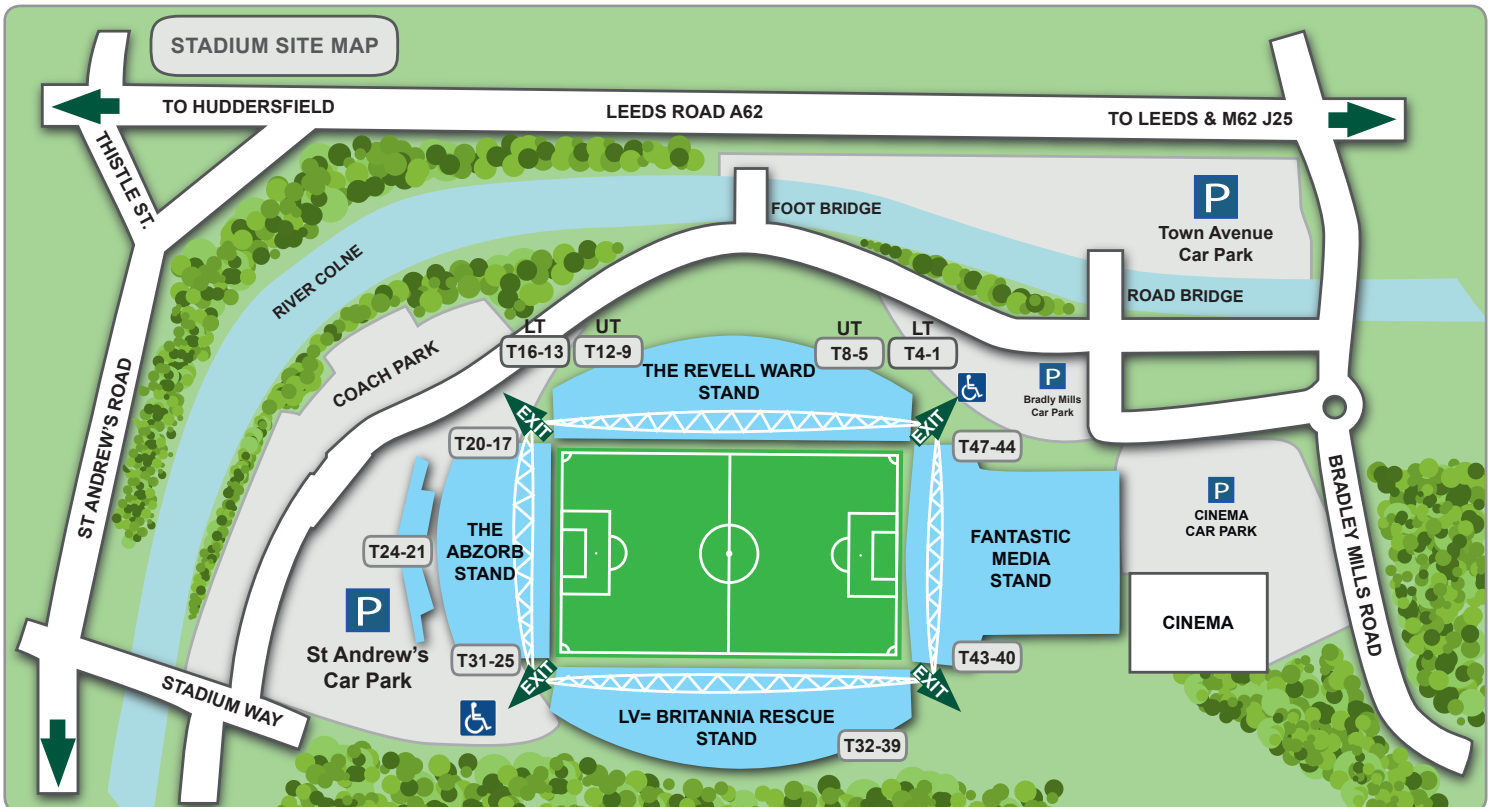 STADIUM SITE MAP
TO HUDDERSFIELD
LEEDS ROAD A62
TO LEEDS & M62 J25
THISTLE ST.
P
Town Avenue
Car Park
FOOT BRIDGE
RIVER COLNE
ROAD BRIDGE
ST ANDREW'S ROAD
COACH PARK
LT
T16-13
UT
T12-9
UT
T8-5
LT
T4-1
THE REVELL WARD
STAND
P
Bradly Mills
Car Park
EXIT
EXIT
T20-17
T47-44
THE
ABZORB
STAND
T24-21
FANTASTIC
MEDIA
STAND
P
CINEMA
CAR PARK
BRADLEY MILLS ROAD
P
St Andrew's
Car Park
CINEMA
T31-25
T43-40
EXIT
EXIT
STADIUM WAY
LV= BRITANNIA RESCUE
STAND
T32-39